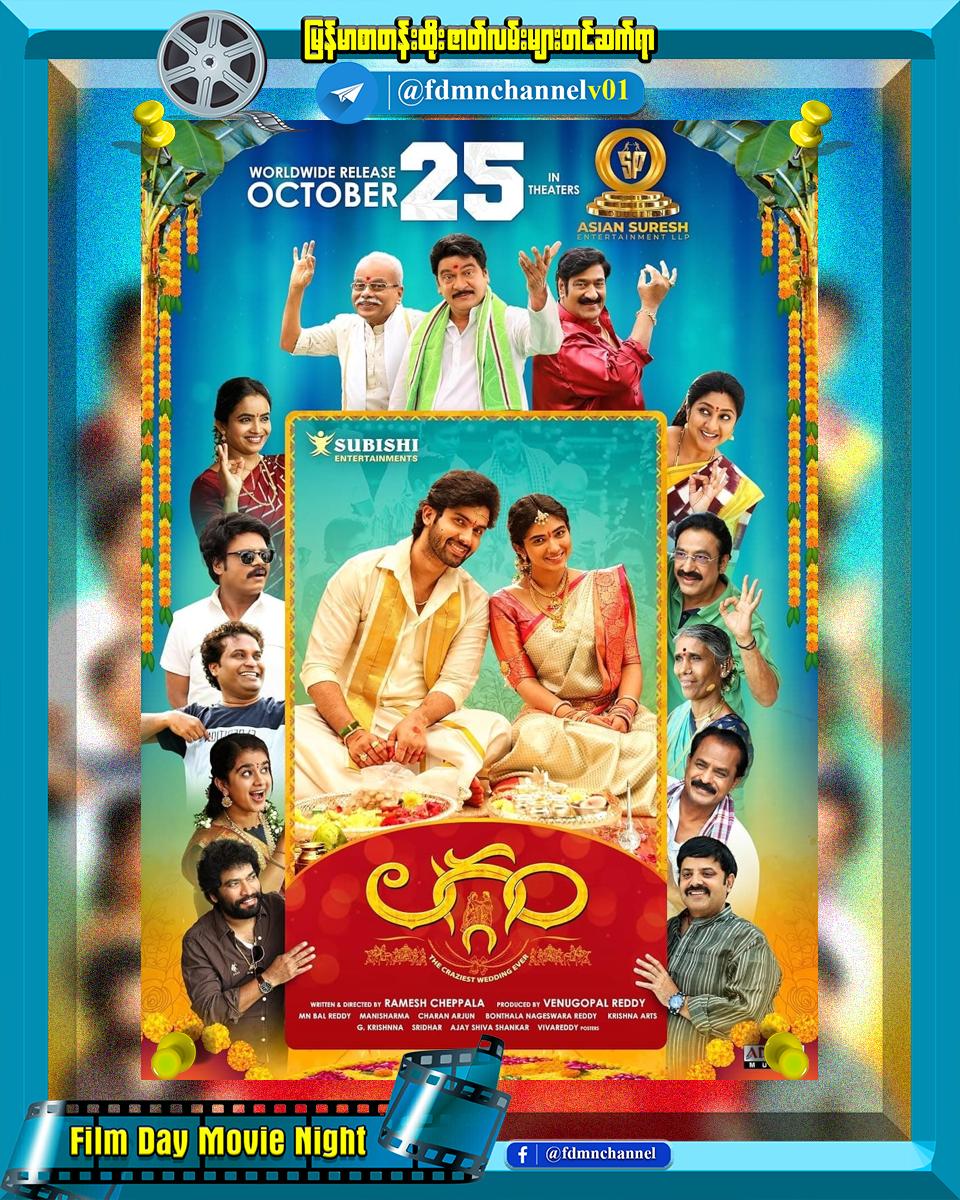 မြန်မာစာတန်းထိုး ဇာတ်လမ်းများတင်ဆက်ရာ
@fdmnchannelv01
WORLDWIDE RELEASE
OCTOBER 25 IN THEATERS
SP
ASIAN SURESH
ENTERTAINMENT LLP
SUBISHI
ENTERTAINMENTS
EDITION
లగ్గం
THE CRAZIEST WEDDING EVER
WRITTEN & DIRECTED BY RAMESH CHEPPALA PRODUCED BY VENUGOPAL REDDY
MN BAL REDDY MANISHARMA CHARAN ARJUN BONTHALA NAGESWARA REDDY KRISHNA ARTS
G. KRISHNNA SRIDHAR AJAY SHIVA SHANKAR VIVAREDDY POSTERS
Film Day Movie Night
@fdmnchannel